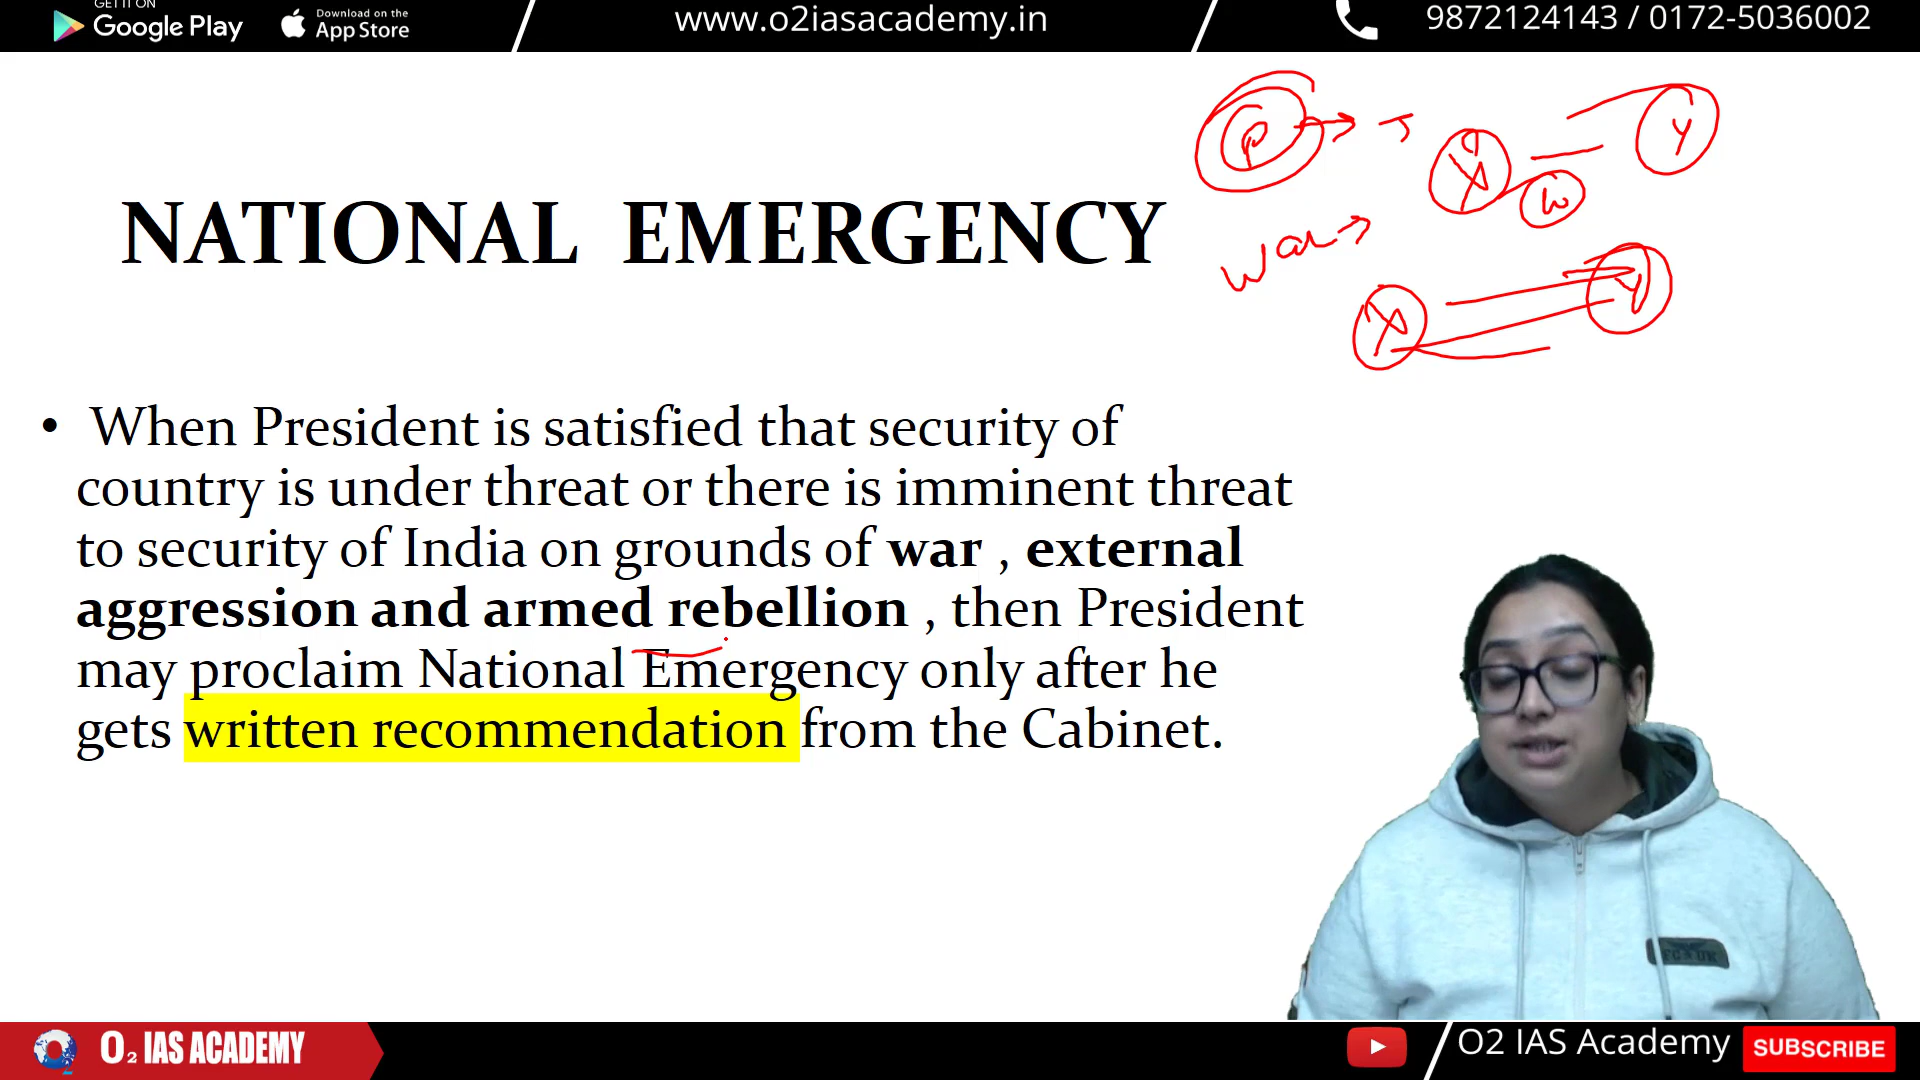 GET IT ON
Google Play
Download on the
App Store
www.o2iasacademy.in
9872124143 / 0172-5036002
P
X
Y
W
War
X
Y
NATIONAL EMERGENCY
• When President is satisfied that security of
country is under threat or there is imminent threat
to security of India on grounds of war , external
aggression and armed rebellion , then President
may proclaim National Emergency only after he
gets written recommendation from the Cabinet.
O2 IAS ACADEMY
O2 IAS Academy
SUBSCRIBE